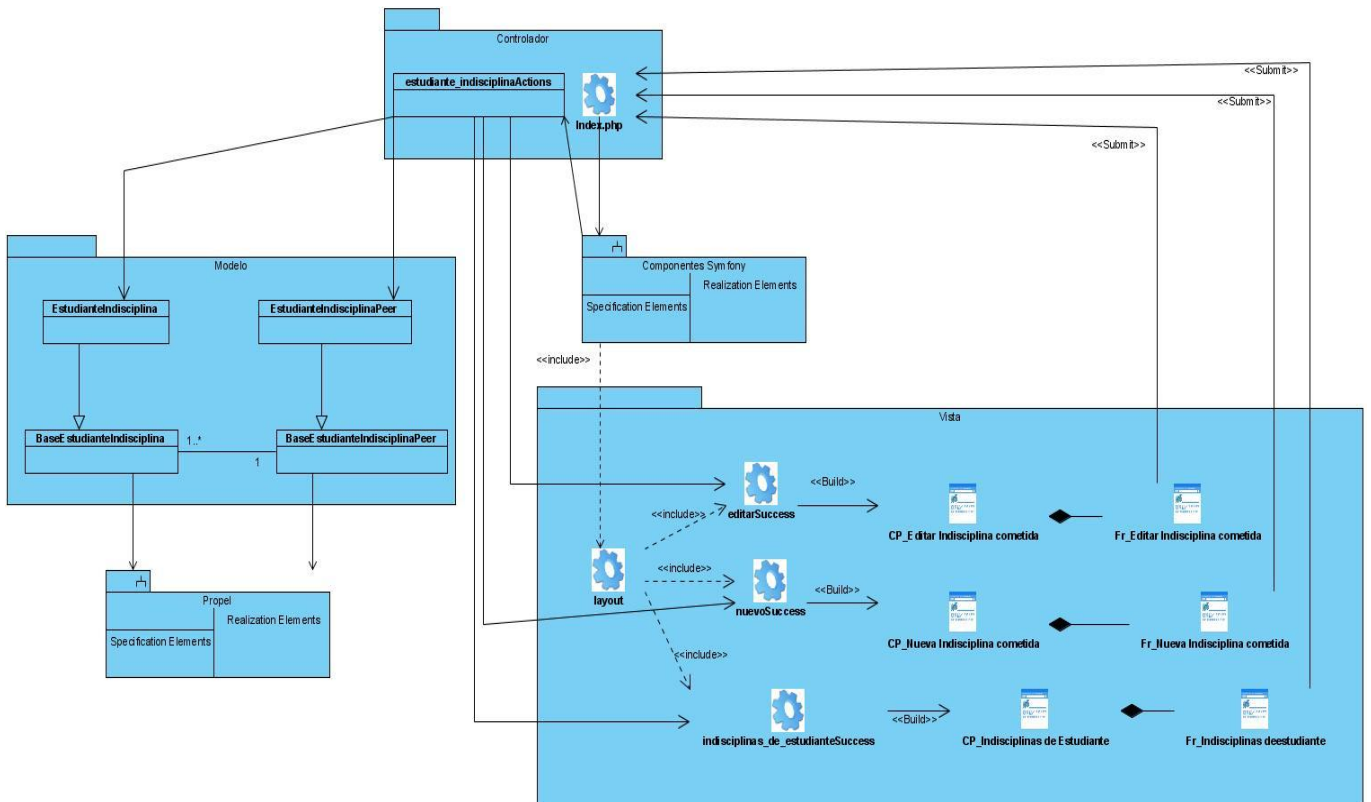 Controlador
estudiante_indisciplinaActions
Index.php
<<Submit>>
<<Submit>>
<<Submit>>
Modelo
EstudianteIndisciplina
EstudianteIndisciplinaPeer
BaseEstudianteIndisciplina
1..*
1
BaseEstudianteIndisciplinaPeer
Componentes Symfony
Specification Elements
Realization Elements
<<include>>
Propel
Specification Elements
Realization Elements
Vista
layout
<<include>>
<<include>>
<<include>>
editarSuccess
<<Build>>
CP_Editar Indisciplina cometida
Fr_Editar Indisciplina cometida
nuevoSuccess
<<Build>>
CP_Nueva Indisciplina cometida
Fr_Nueva Indisciplina cometida
indisciplinas_de_estudianteSuccess
<<Build>>
CP_Indisciplinas de Estudiante
Fr_Indisciplinas deestudiante